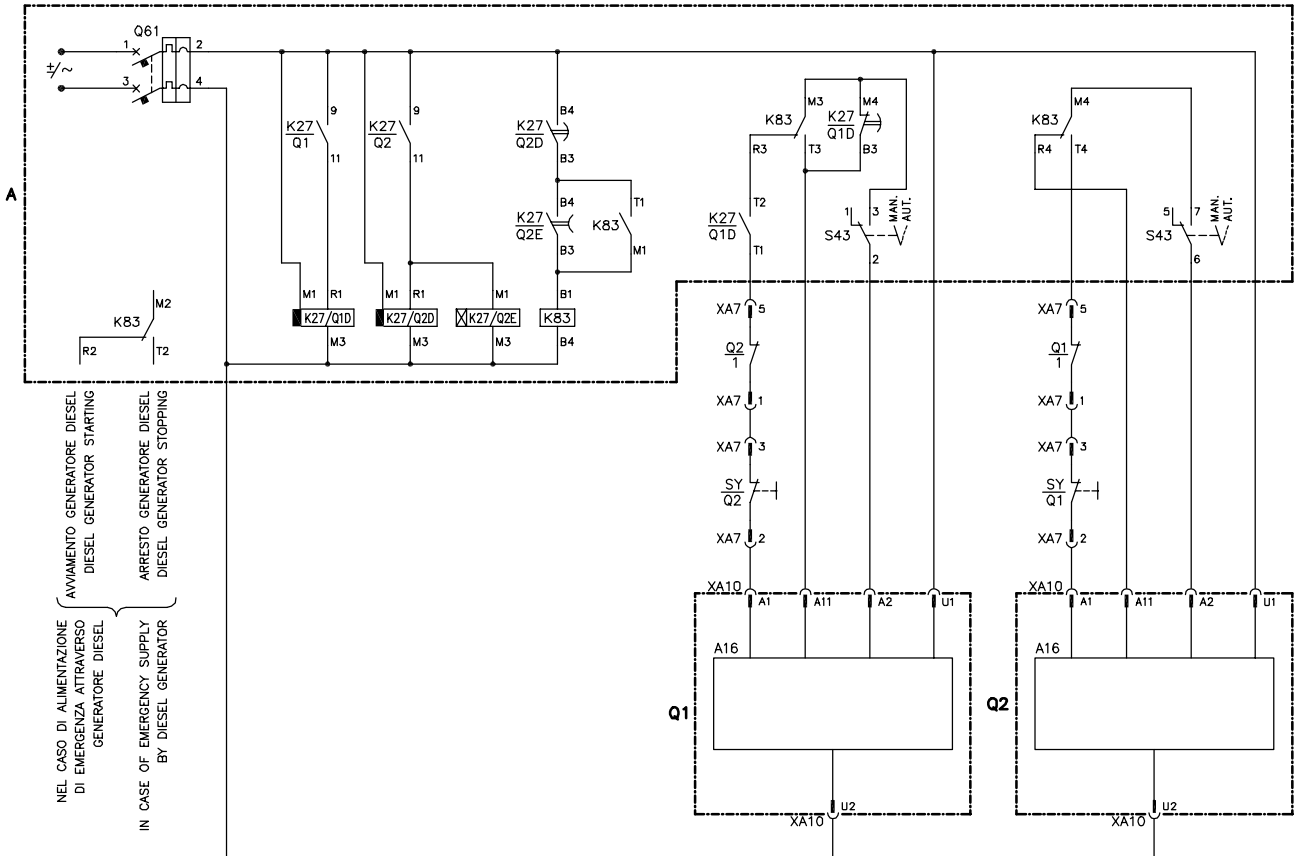 Q61
1
2
±/~
3
4
A
9
K27
Q1
11
9
K27
Q2
11
B4
K27
Q2D
B3
B4
K27
Q2E
B3
T1
K83
M1
M3
K83
R3
T3
M4
K27
Q1D
B3
T2
K27
Q1D
T1
1
3
S43
2
MAN.
AUT.
M4
K83
R4
T4
5
7
S43
6
MAN.
AUT.
M2
K83
R2
T2
M1
R1
K27/Q1D
M3
M1
R1
K27/Q2D
M3
M1
K27/Q2E
M3
B1
K83
B4
AVVIAMENTO GENERATORE DIESEL
DIESEL GENERATOR STARTING
ARRESTO GENERATORE DIESEL
DIESEL GENERATOR STOPPING
NEL CASO DI ALIMENTAZIONE
DI EMERGENZA ATTRAVERSO
GENERATORE DIESEL
IN CASE OF EMERGENCY SUPPLY
BY DIESEL GENERATOR
XA7
5
Q2
1
XA7
1
XA7
3
SY
Q2
XA7
2
XA10
A1
A11
A2
U1
A16
Q1
U2
XA10
XA7
5
Q1
1
XA7
1
XA7
3
SY
Q1
XA7
2
XA10
A1
A11
A2
U1
A16
Q2
U2
XA10